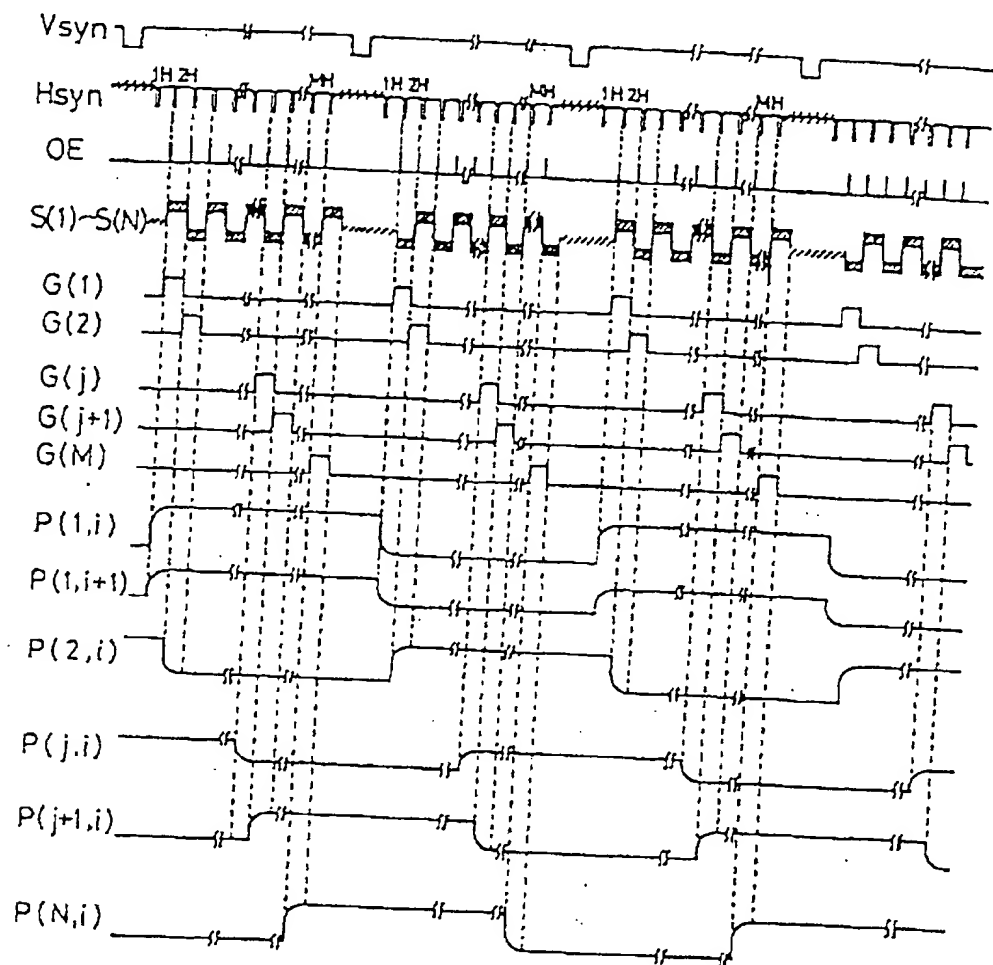 Vsyn
1H 2H MH 1H 2H MH 1H 2H MH
Hsyn
OE
S(1)~S(N)
G(1)
G(2)
G(j)
G(j+1)
G(M)
P(1,i)
P(1,i+1)
P(2,i)
P(j,i)
P(j+1,i)
P(N,i)